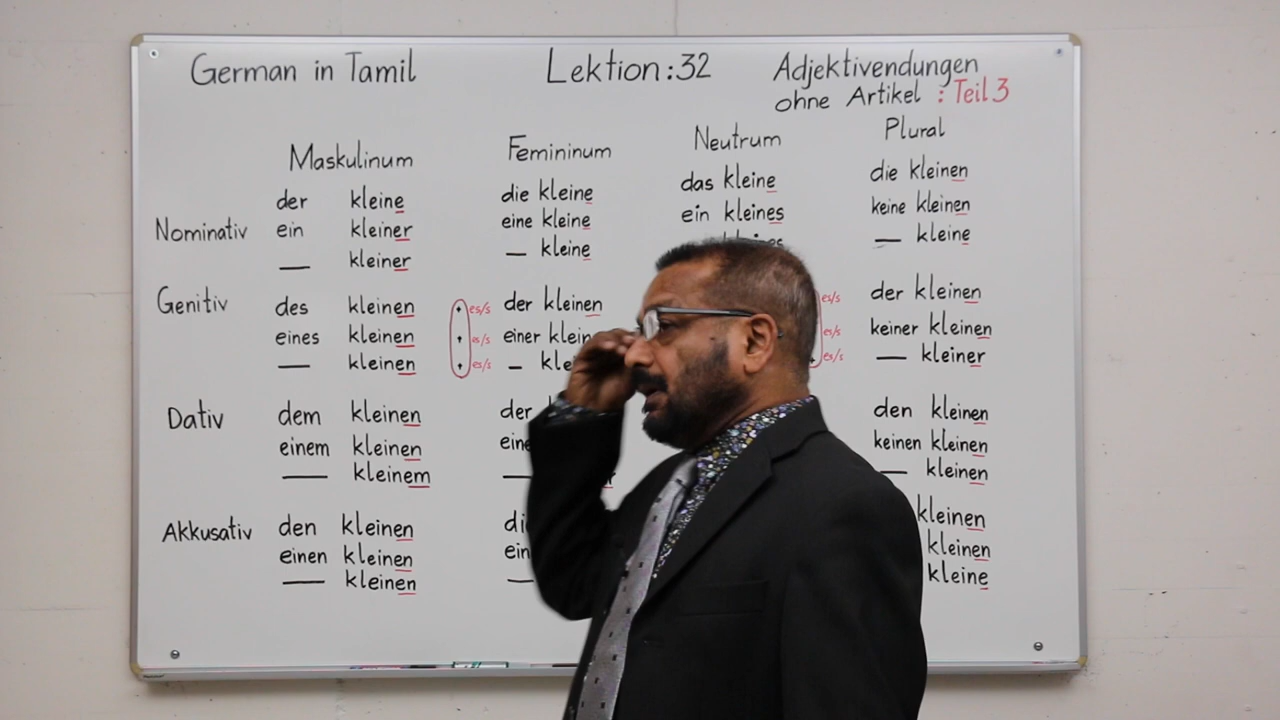 German in Tamil Lektion:32 Adjektivendungen
ohne Artikel : Teil 3
Maskulinum Femininum Neutrum Plural
Nominativ
der kleine die kleine das kleine die kleinen
ein kleiner eine kleine ein kleines keine kleinen
— kleiner — kleine — kleine
Genitiv
des kleinen + es/s der kleinen es/s der kleinen
eines kleinen + es/s einer es/s keiner kleinen
— kleinen + es/s — es/s — kleiner
Dativ
dem kleinen der den kleinen
einem kleinen keinen kleinen
— kleinem — — kleinen
Akkusativ
den kleinen kleinen
einen kleinen kleinen
— kleinen — kleine